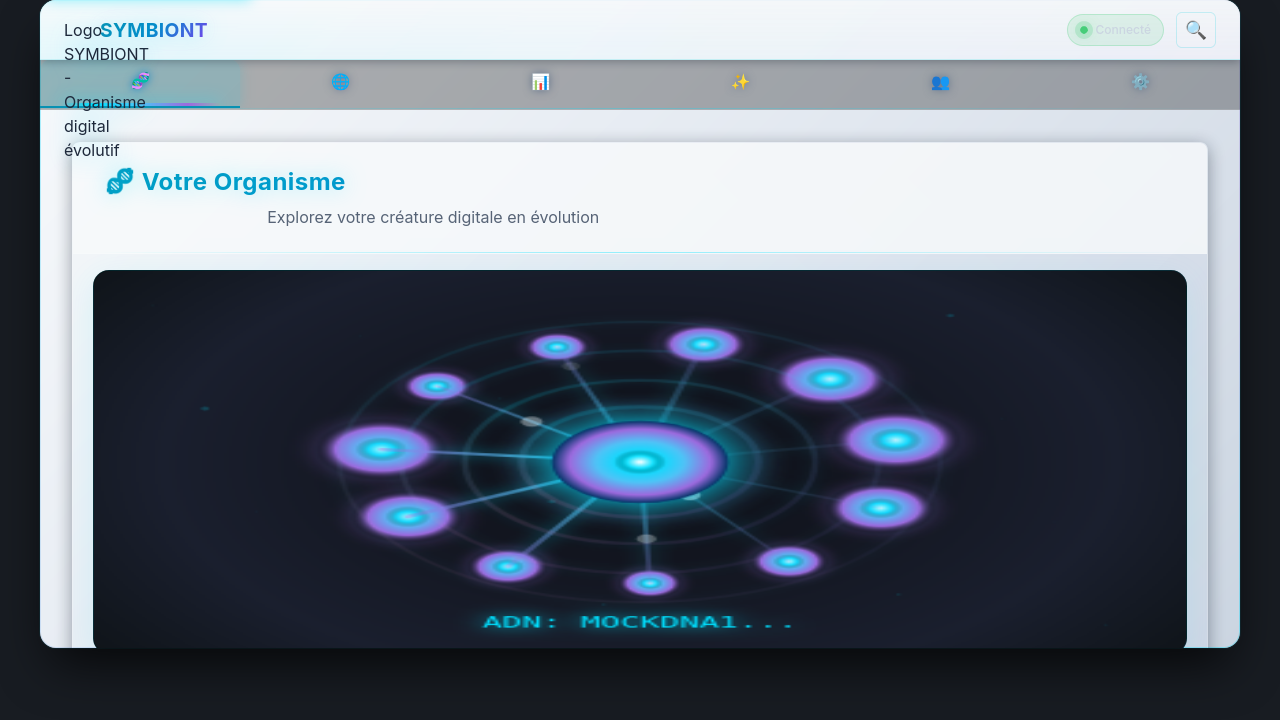 Logo
SYMBIONT
-
Organisme
digital
évolutif
SYMBIONT
Connecté
Votre Organisme
Explorez votre créature digitale en évolution
ADN: MOCKDNA1...